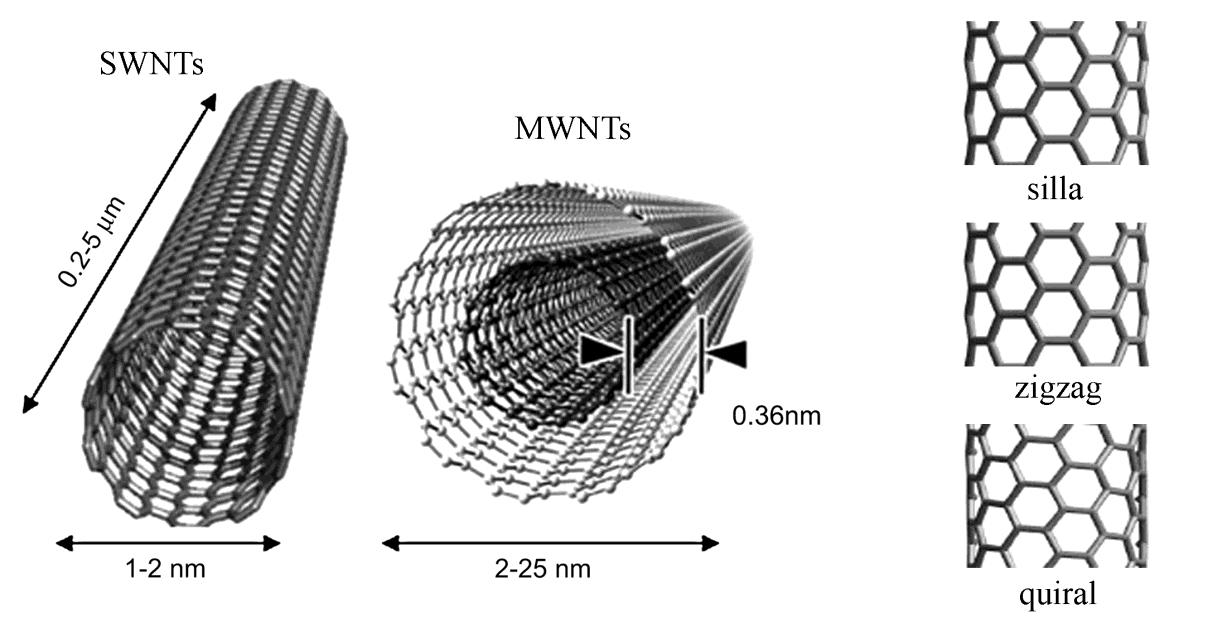 SWNTs
0.2-5 µm
1-2 nm
MWNTs
0.36nm
2-25 nm
silla
zigzag
quiral